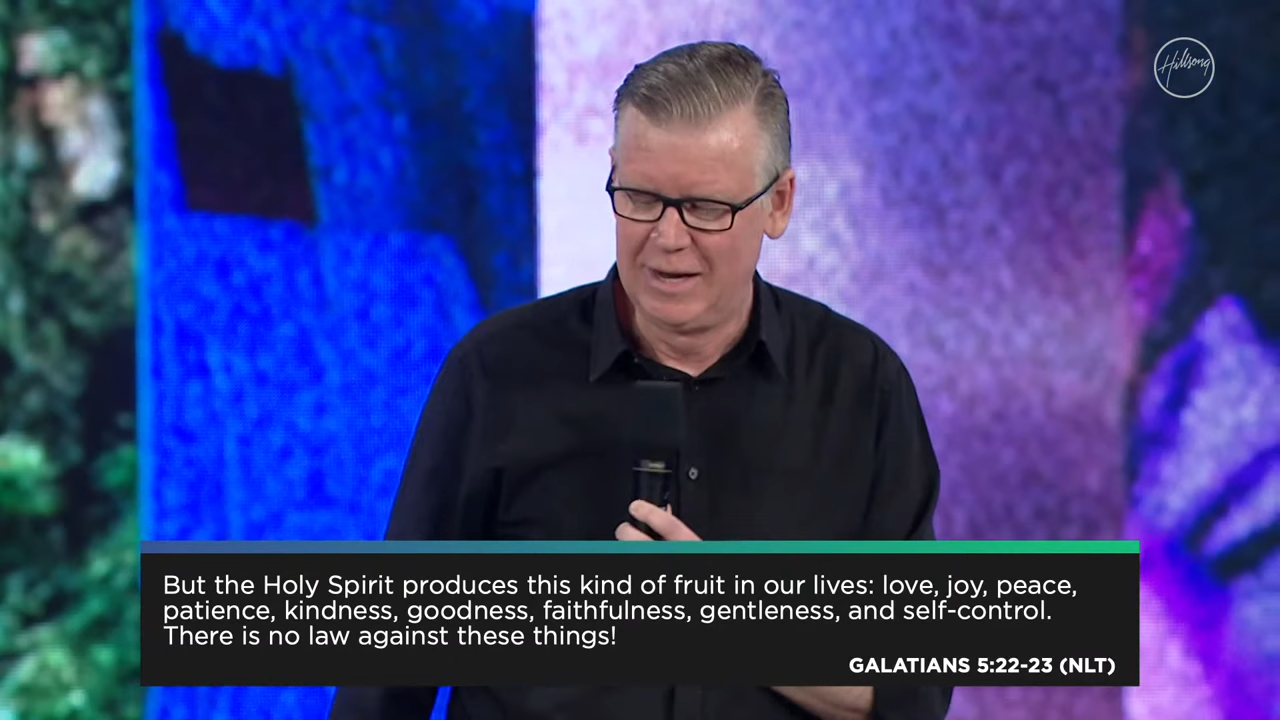 Hillsong
But the Holy Spirit produces this kind of fruit in our lives: love, joy, peace,
patience, kindness, goodness, faithfulness, gentleness, and self-control.
There is no law against these things!
GALATIANS 5:22-23 (NLT)